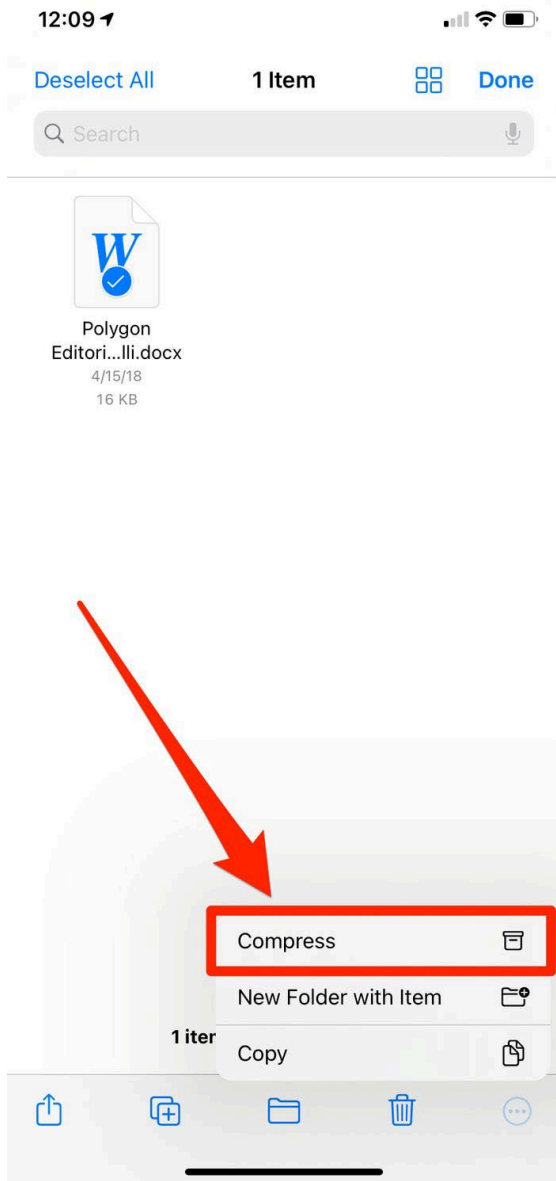 12:09
Deselect All 1 Item Done
Search
W
Polygon
Editori...lli.docx
4/15/18
16 KB
Compress
New Folder with Item
1 iter
Copy